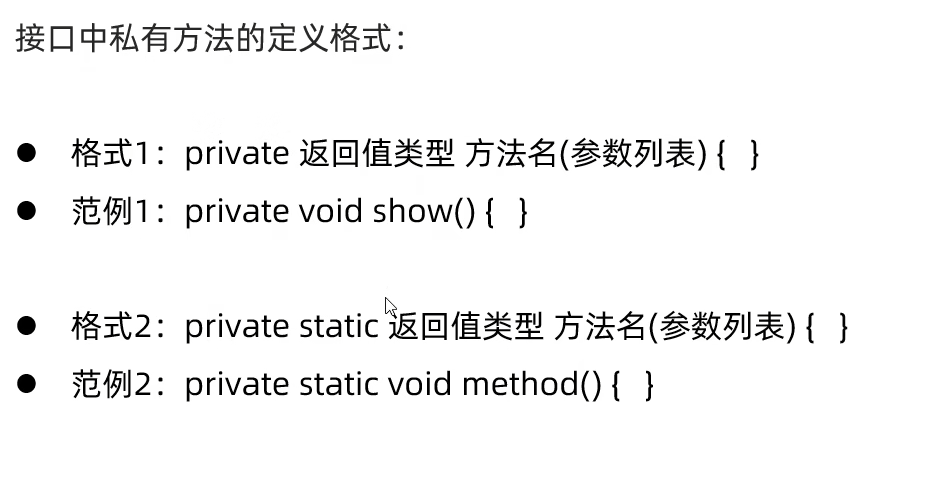 接口中私有方法的定义格式：
● 格式1：private 返回值类型 方法名(参数列表) {  }
● 范例1：private void show() {  }
● 格式2：private static 返回值类型 方法名(参数列表) {  }
● 范例2：private static void method() {  }